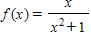 f(x) = x/(x²+1)